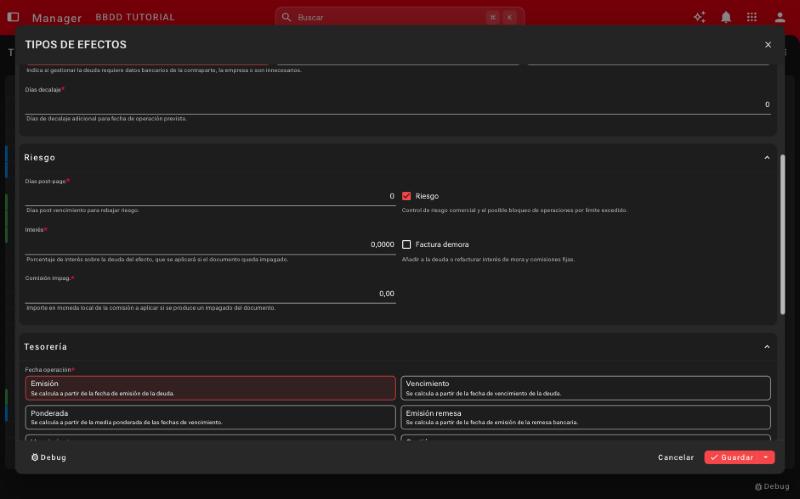 Manager BBDD TUTORIAL Buscar ⌘ K
TIPOS DE EFECTOS
Indica si gestionar la deuda requiere datos bancarios de la contraparte, la empresa o son innecesarios.
Días decalaje*
0
Días de decalaje adicional para fecha de operación prevista.
Riesgo
Días post-pago*
0
Riesgo
Días post vencimiento para rebajar riesgo.
Control de riesgo comercial y el posible bloqueo de operaciones por límite excedido.
Interés*
0,0000
Factura demora
Porcentaje de interés sobre la deuda del efecto, que se aplicará si el documento queda impagado.
Añadir a la deuda o refacturar interés de mora y comisiones fijas.
Comisión impag.*
0,00
Importe en moneda local de la comisión a aplicar si se produce un impagado del documento.
Tesorería
Fecha operación*
Emisión
Se calcula a partir de la fecha de emisión de la deuda.
Vencimiento
Se calcula a partir de la fecha de vencimiento de la deuda.
Ponderada
Se calcula a partir de la media ponderada de las fechas de vencimiento.
Emisión remesa
Se calcula a partir de la fecha de emisión de la remesa bancaria.
Debug
Cancelar
Guardar
Debug